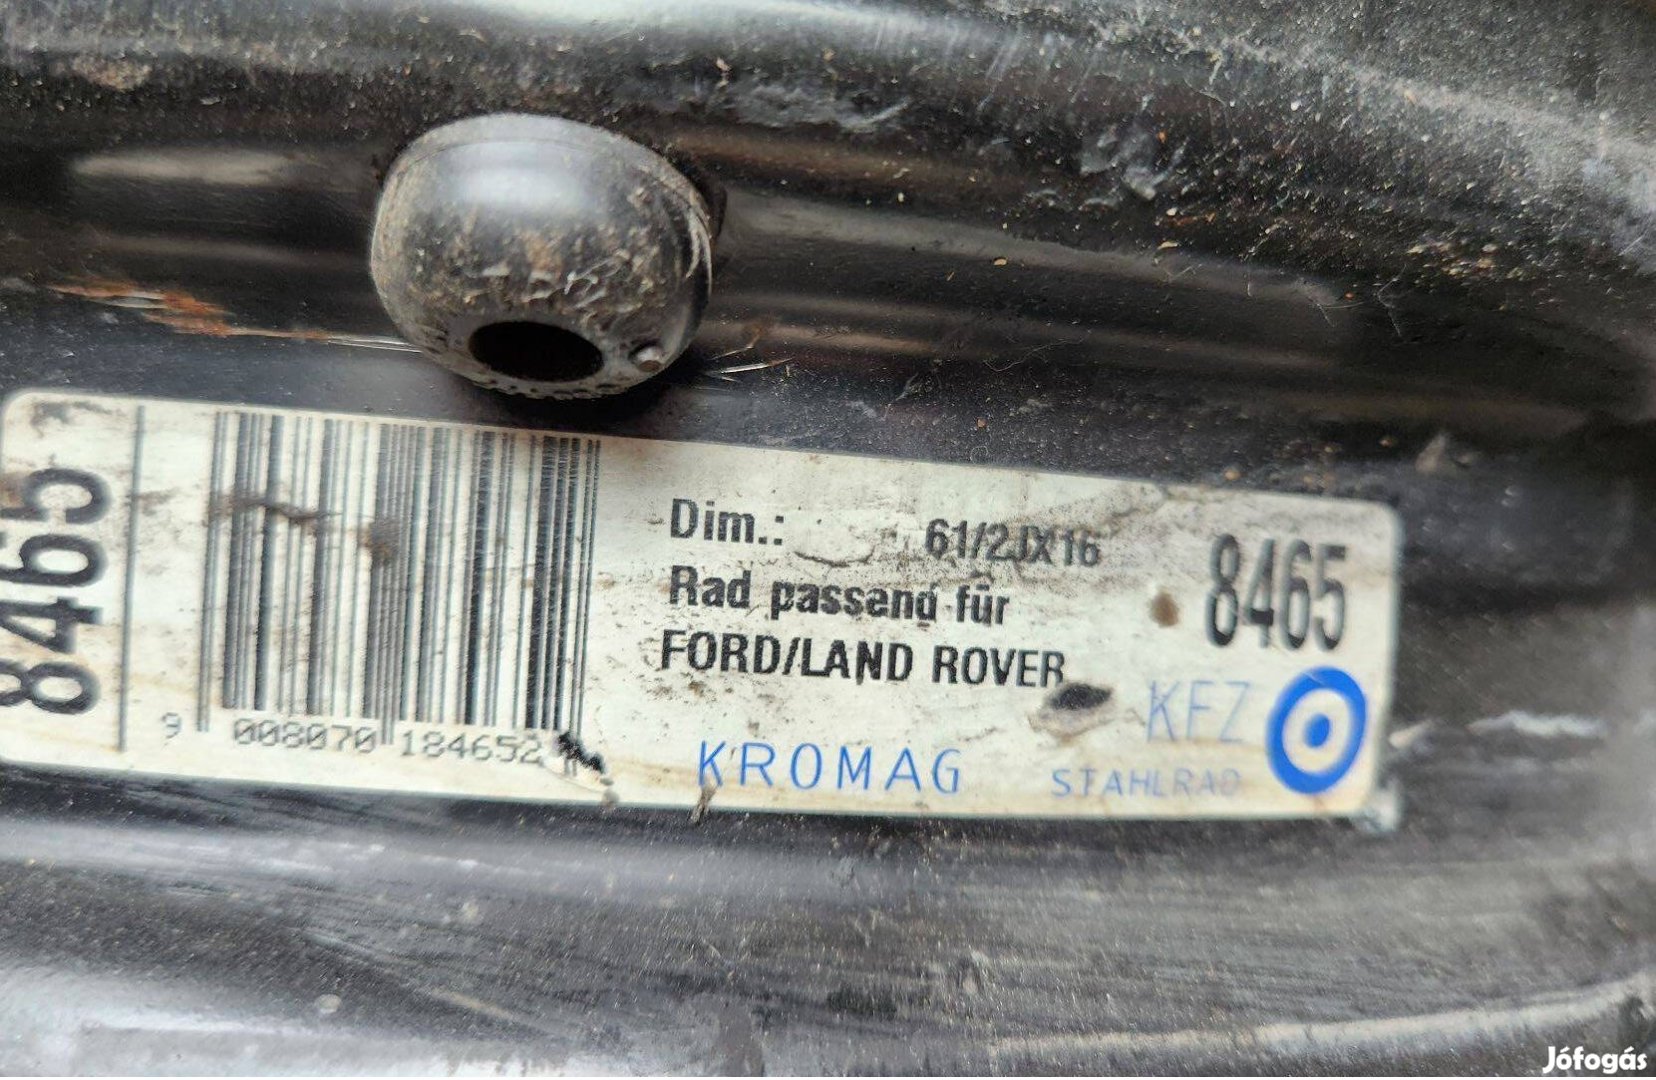 8465
9 008070 184652
Dim.: 61/2JX16
Rad passend für
FORD/LAND ROVER
8465
KFZ
KROMAG
STAHLRAD
Jófogás